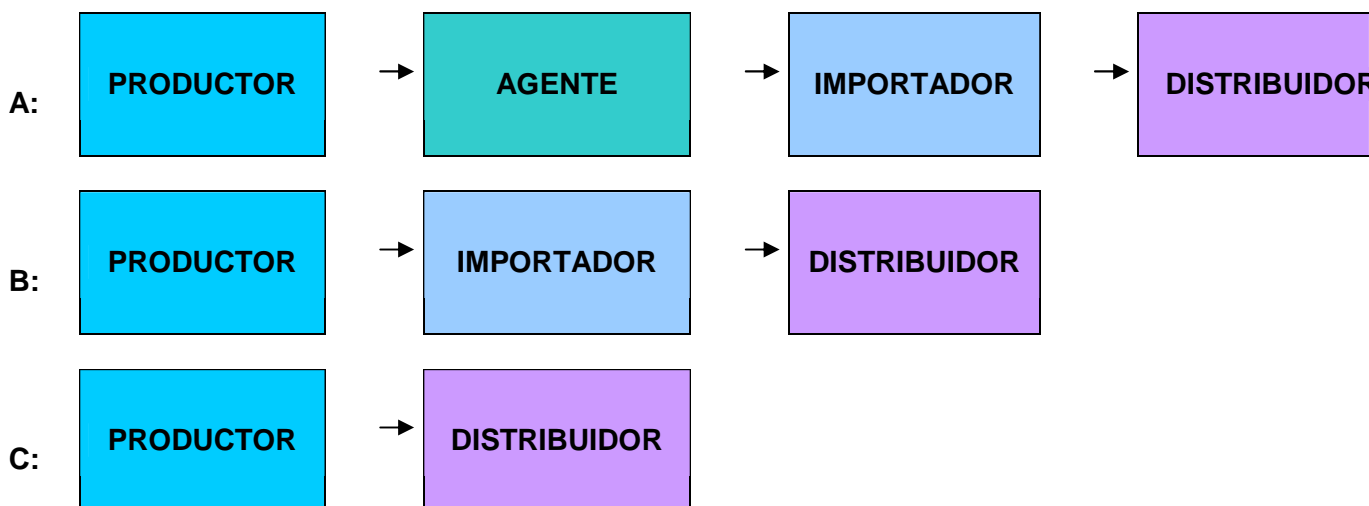 A: PRODUCTOR AGENTE IMPORTADOR DISTRIBUIDOR
B: PRODUCTOR IMPORTADOR DISTRIBUIDOR
C: PRODUCTOR DISTRIBUIDOR